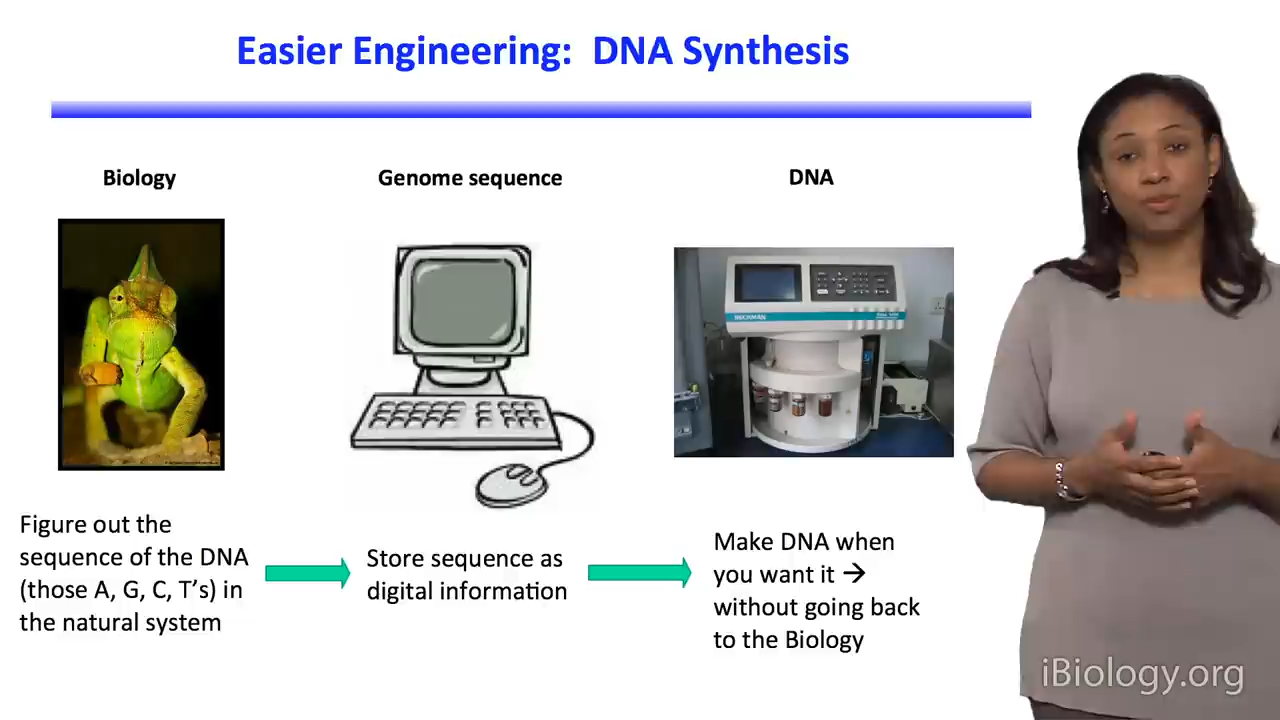 Easier Engineering:  DNA Synthesis
Biology
Genome sequence
DNA
BECKMAN
Figure out the
sequence of the DNA
(those A, G, C, T’s) in
the natural system
Store sequence as
digital information
Make DNA when
you want it →
without going back
to the Biology
iBiology.org